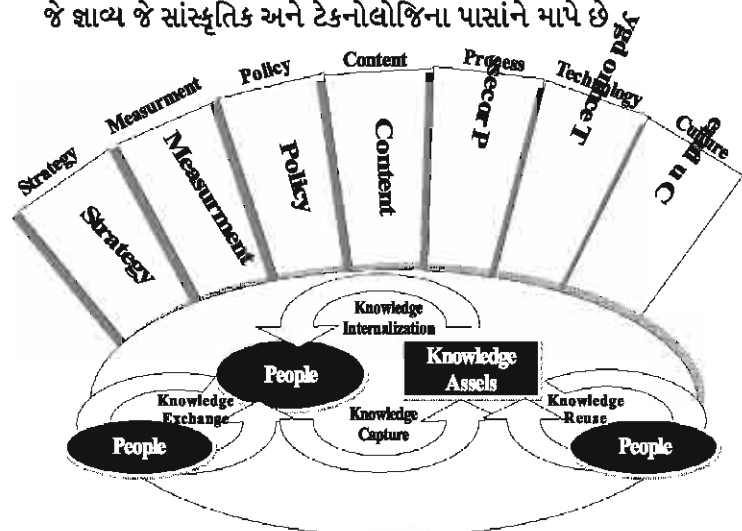 જે જ્ઞાવ્ય જે સાંસ્કૃતિક અને ટેકનોલોજિના પાસાંને માપે છે
Strategy
Measurment
Policy
Content
Process
Technology
Culture
Strategy
Measurment
Policy
Content
Knowledge
Internalization
People
Knowledge
Assels
Knowledge
Exchange
Knowledge
Capture
Knowledge
Reuse
People
People